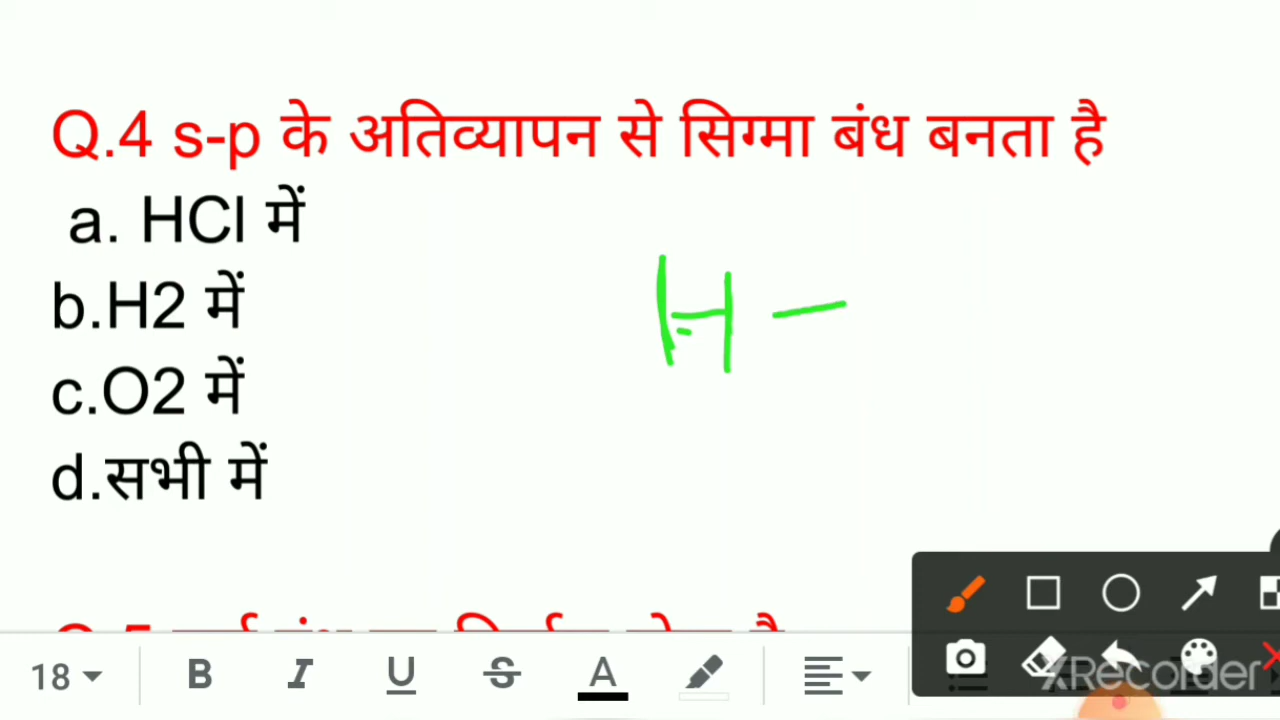 Q.4 s-p के अतिव्यापन से सिग्मा बंध बनता है
a. HCl में
b.H2 में
c.O2 में
d.सभी में
H -
18
B I U S A
XRecorder